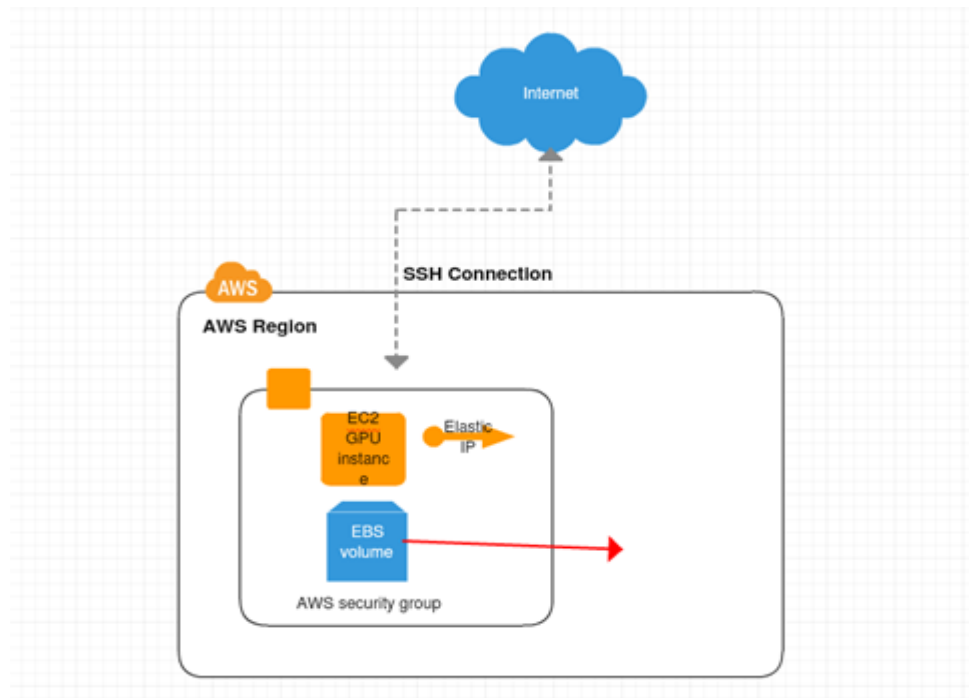 Internet
SSH Connection
AWS
AWS Region
EC2
GPU
instanc
e
Elastic
IP
EBS
volume
AWS security group